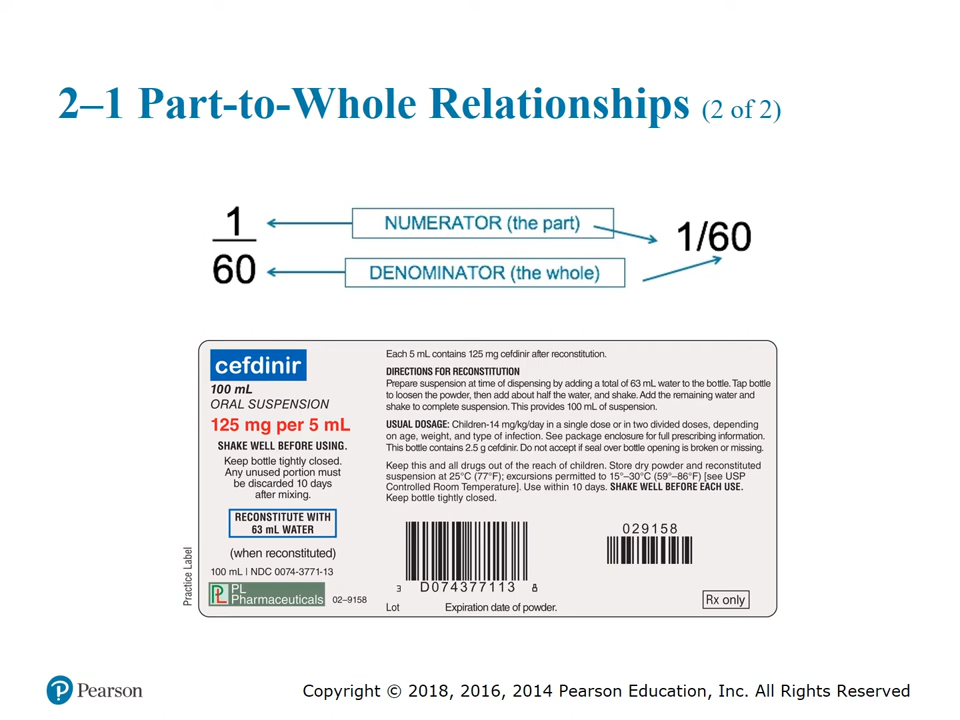 2–1 Part-to-Whole Relationships (2 of 2)
1
60
NUMERATOR (the part)
DENOMINATOR (the whole)
1/60
cefdinir
100 mL
ORAL SUSPENSION
125 mg per 5 mL
SHAKE WELL BEFORE USING.
Keep bottle tightly closed.
Any unused portion must
be discarded 10 days
after mixing.
RECONSTITUTE WITH
63 mL WATER
(when reconstituted)
100 mL | NDC 0074-3771-13
PL
PL
Pharmaceuticals
02–9158
Practice Label
Each 5 mL contains 125 mg cefdinir after reconstitution.
DIRECTIONS FOR RECONSTITUTION
Prepare suspension at time of dispensing by adding a total of 63 mL water to the bottle. Tap bottle
to loosen the powder, then add about half the water, and shake. Add the remaining water and
shake to complete suspension. This provides 100 mL of suspension.
USUAL DOSAGE: Children-14 mg/kg/day in a single dose or in two divided doses, depending
on age, weight, and type of infection. See package enclosure for full prescribing information.
This bottle contains 2.5 g cefdinir. Do not accept if seal over bottle opening is broken or missing.
Keep this and all drugs out of the reach of children. Store dry powder and reconstituted
suspension at 25°C (77°F); excursions permitted to 15°–30°C (59°–86°F) [see USP
Controlled Room Temperature]. Use within 10 days. SHAKE WELL BEFORE EACH USE.
Keep bottle tightly closed.
3 D074377113 8
029158
Lot
Expiration date of powder.
Rx only
P Pearson
Copyright © 2018, 2016, 2014 Pearson Education, Inc. All Rights Reserved